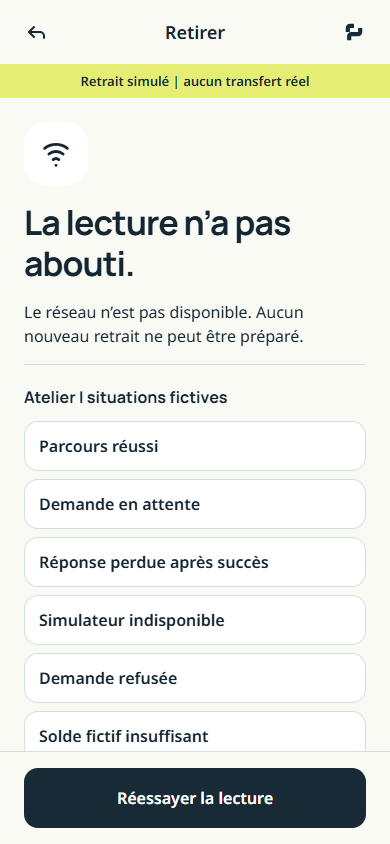 Retirer
Retrait simulé | aucun transfert réel
La lecture n’a pas
abouti.
Le réseau n’est pas disponible. Aucun
nouveau retrait ne peut être préparé.
Atelier | situations fictives
Parcours réussi
Demande en attente
Réponse perdue après succès
Simulateur indisponible
Demande refusée
Solde fictif insuffisant
Réessayer la lecture